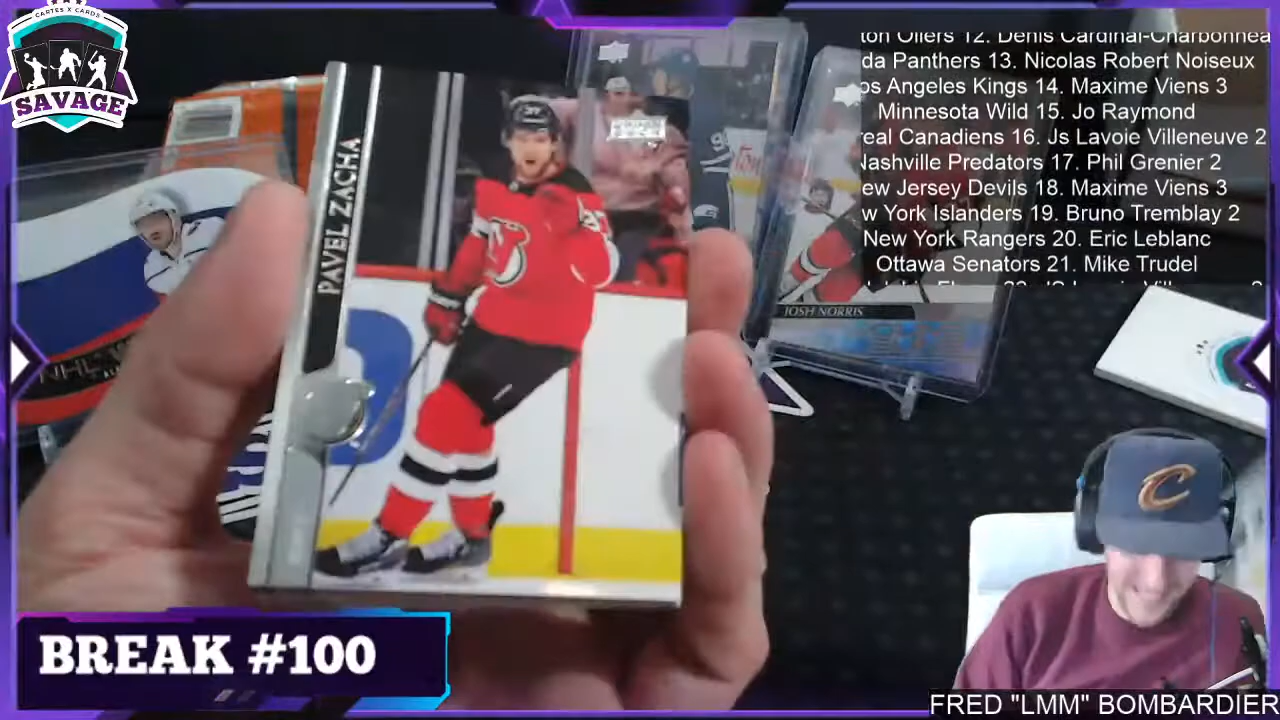 CARTES X CARDS
SAVAGE
PAVEL ZACHA
UPPER DECK
JOSH NORRIS
ton Oilers 12. Denis Cardinal-Charbonnea
da Panthers 13. Nicolas Robert Noiseux
os Angeles Kings 14. Maxime Viens 3
Minnesota Wild 15. Jo Raymond
real Canadiens 16. Js Lavoie Villeneuve 2
Nashville Predators 17. Phil Grenier 2
ew Jersey Devils 18. Maxime Viens 3
w York Islanders 19. Bruno Tremblay 2
New York Rangers 20. Eric Leblanc
Ottawa Senators 21. Mike Trudel
NHL
BREAK #100
FRED "LMM" BOMBARDIER